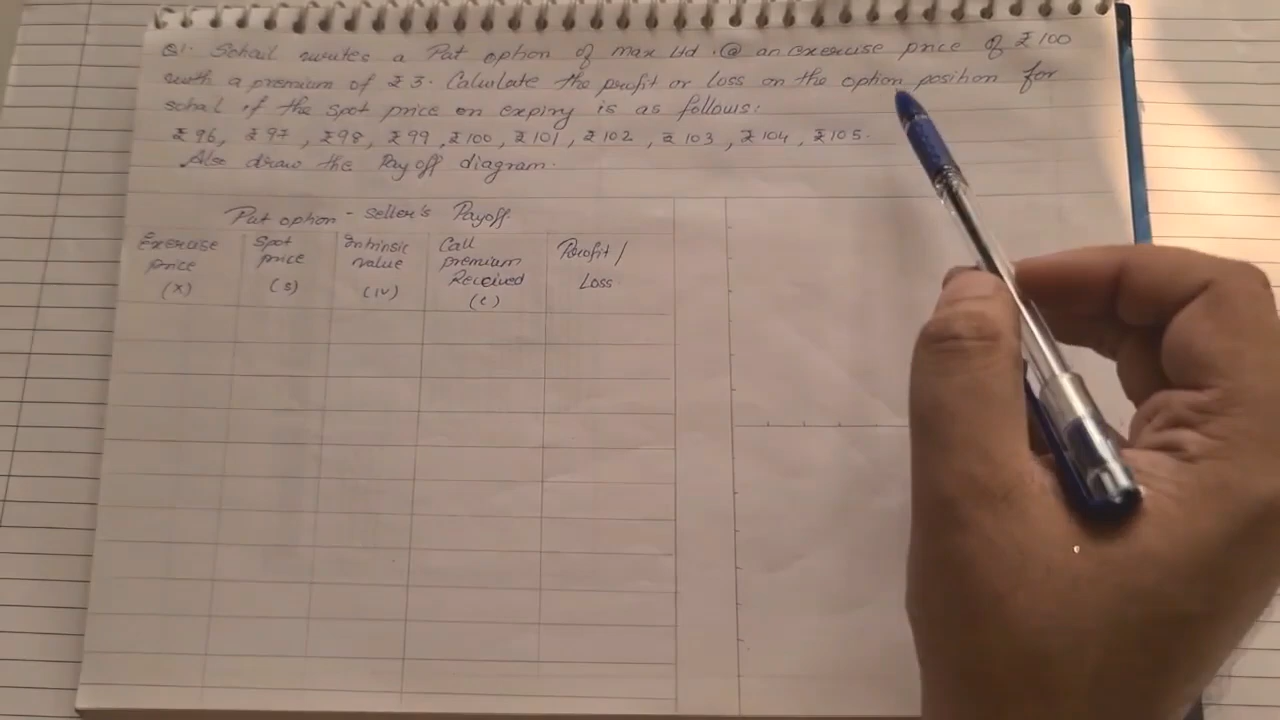 Q1. Sohail writes a Put option of Max Ltd. @ an exercise price of ₹100
with a premium of ₹3. Calculate the profit or loss on the option position for
Sohail if the spot price on expiry is as follows:
₹96, ₹97, ₹98, ₹99, ₹100, ₹101, ₹102, ₹103, ₹104, ₹105.
Also draw the Payoff diagram.
Put option - Seller's Payoff
Exercise price (X)
Spot price (S)
Intrinsic value (IV)
Call premium Received (C)
Profit / Loss